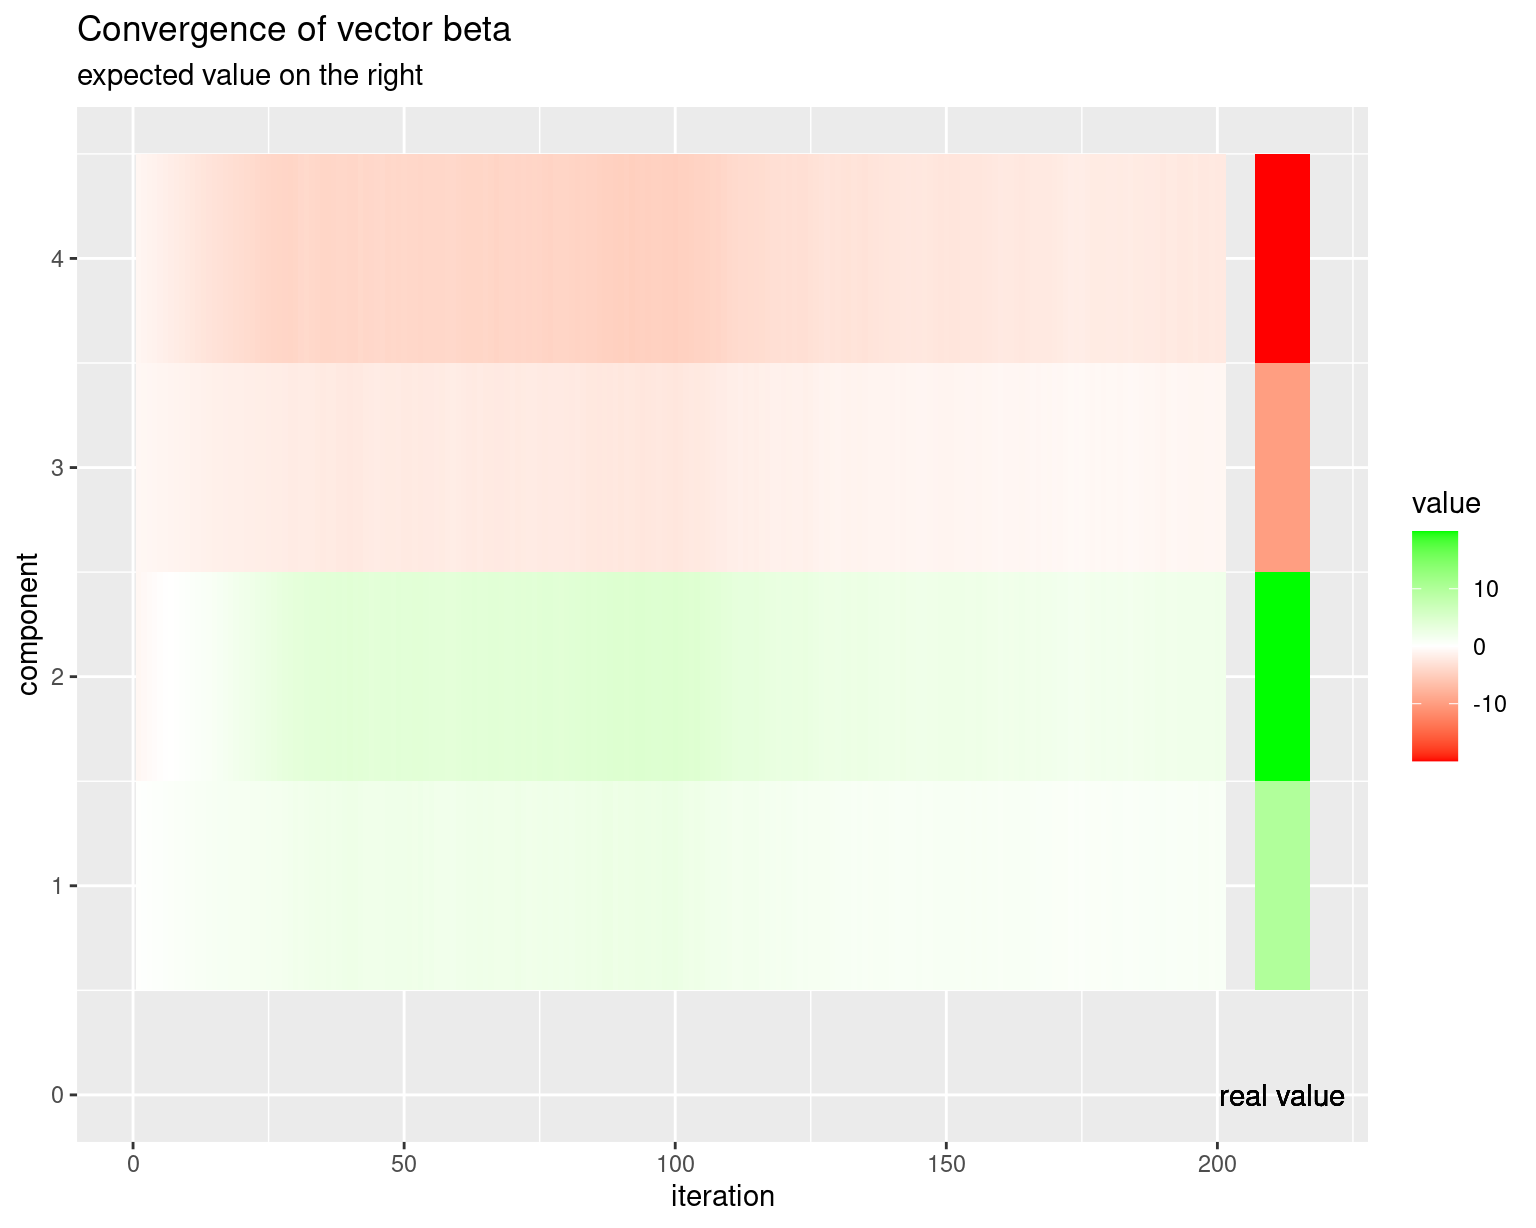 Convergence of vector beta
expected value on the right
component
4
3
2
1
0
real value
0
50
100
150
200
iteration
value
10
0
-10